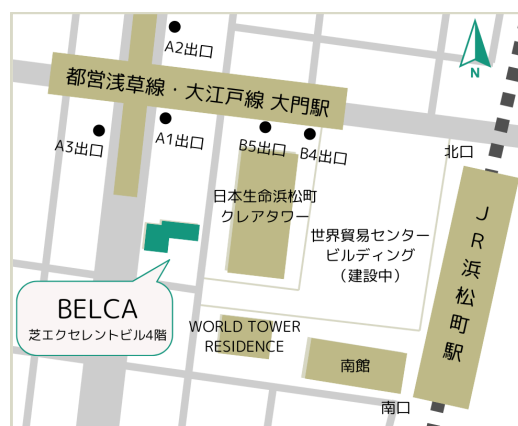 A2出口
N
都営浅草線・大江戸線 大門駅
A3出口
A1出口
B5出口
B4出口
北口
日本生命浜松町
クレアタワー
世界貿易センター
ビルディング
（建設中）
JR浜松町駅
BELCA
芝エクセレントビル4階
WORLD TOWER
RESIDENCE
南館
南口